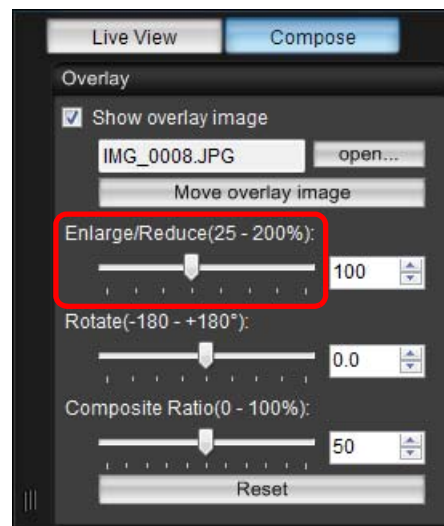 Live View Compose
Overlay
Show overlay image
IMG_0008.JPG open...
Move overlay image
Enlarge/Reduce(25 - 200%):
100
Rotate(-180 - +180°):
0.0
Composite Ratio(0 - 100%):
50
Reset